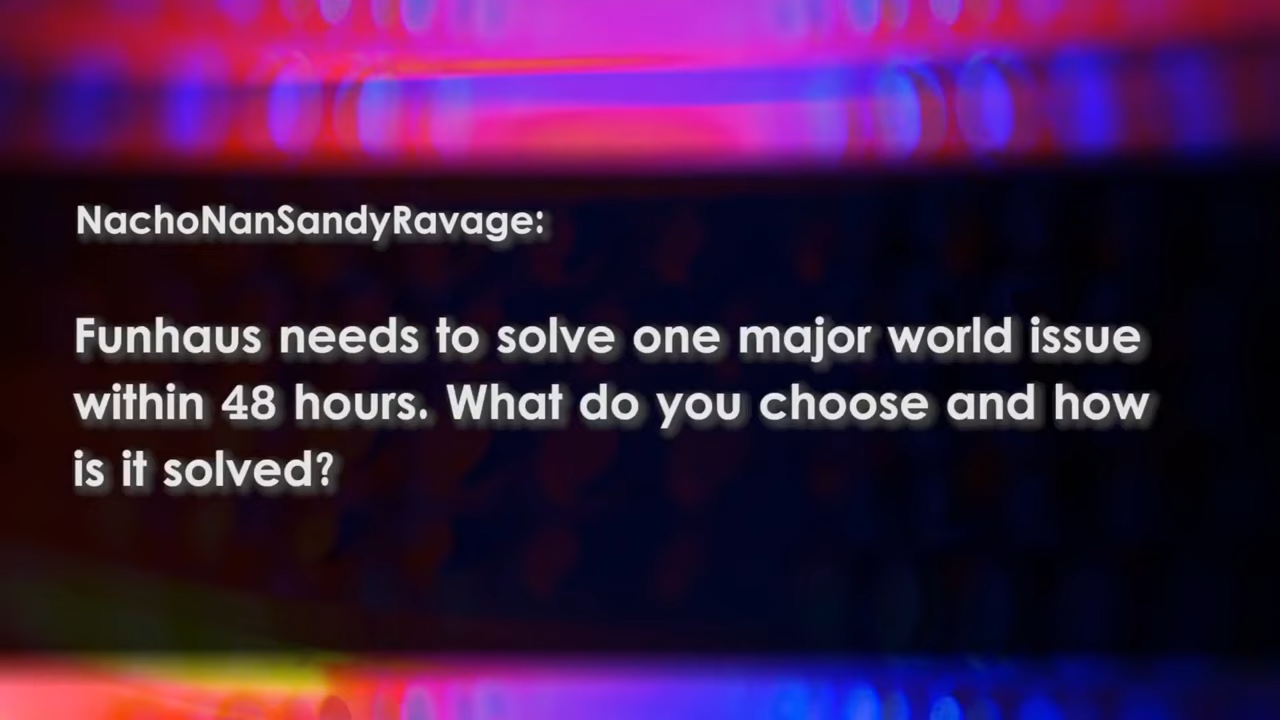 NachoNanSandyRavage:
Funhaus needs to solve one major world issue
within 48 hours. What do you choose and how
is it solved?